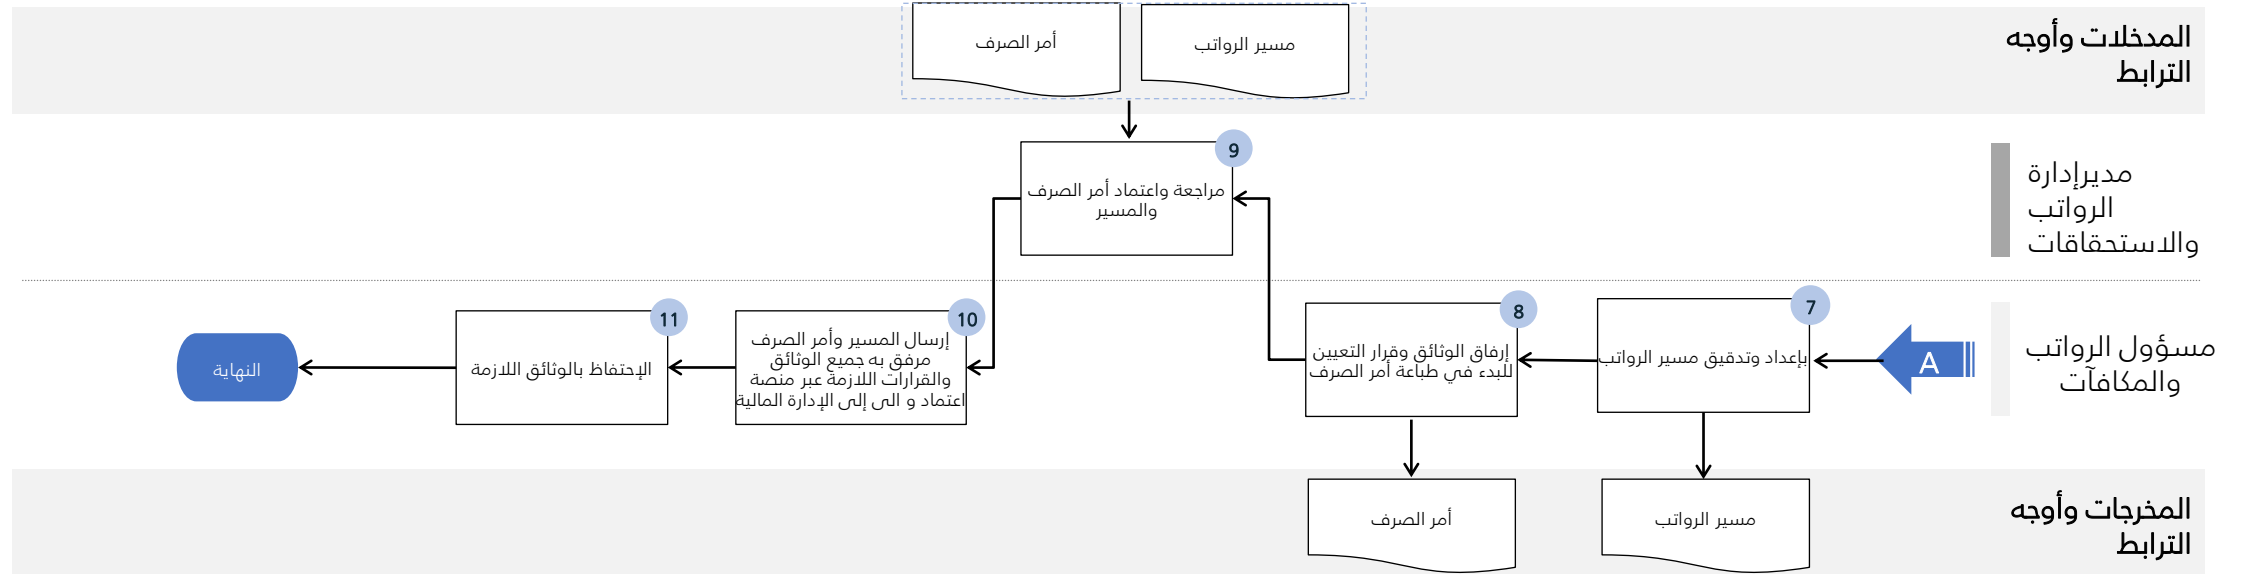 المدخلات وأوجه
الترابط
مسير الرواتب
أمر الصرف
مديرإدارة
الرواتب
والاستحقاقات
9
مراجعة واعتماد أمر الصرف
والمسير
مسؤول الرواتب
والمكافآت
A
7
بإعداد وتدقيق مسير الرواتب
8
إرفاق الوثائق وقرار التعيين
للبدء في طباعة أمر الصرف
10
إرسال المسير وأمر الصرف
مرفق به جميع الوثائق
والقرارات اللازمة عبر منصة
اعتماد و الى إلى الإدارة المالية
11
الإحتفاظ بالوثائق اللازمة
النهاية
المخرجات وأوجه
الترابط
مسير الرواتب
أمر الصرف